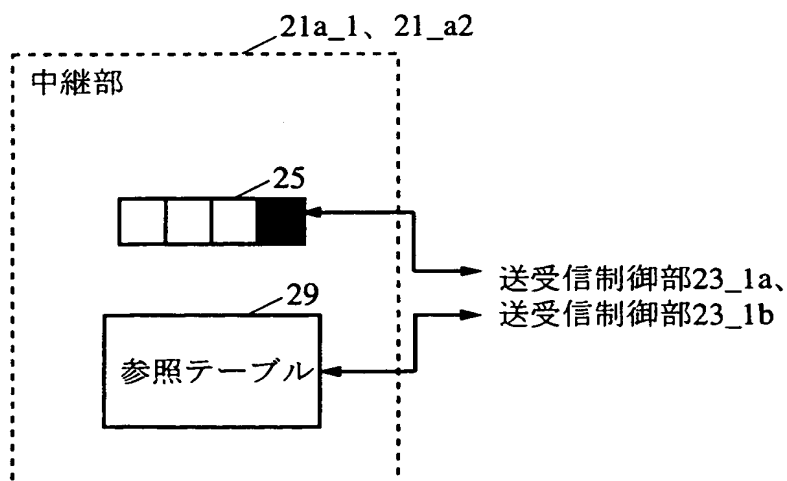 21a_1、21_a2
中継部
25
送受信制御部23_1a、
送受信制御部23_1b
29
参照テーブル